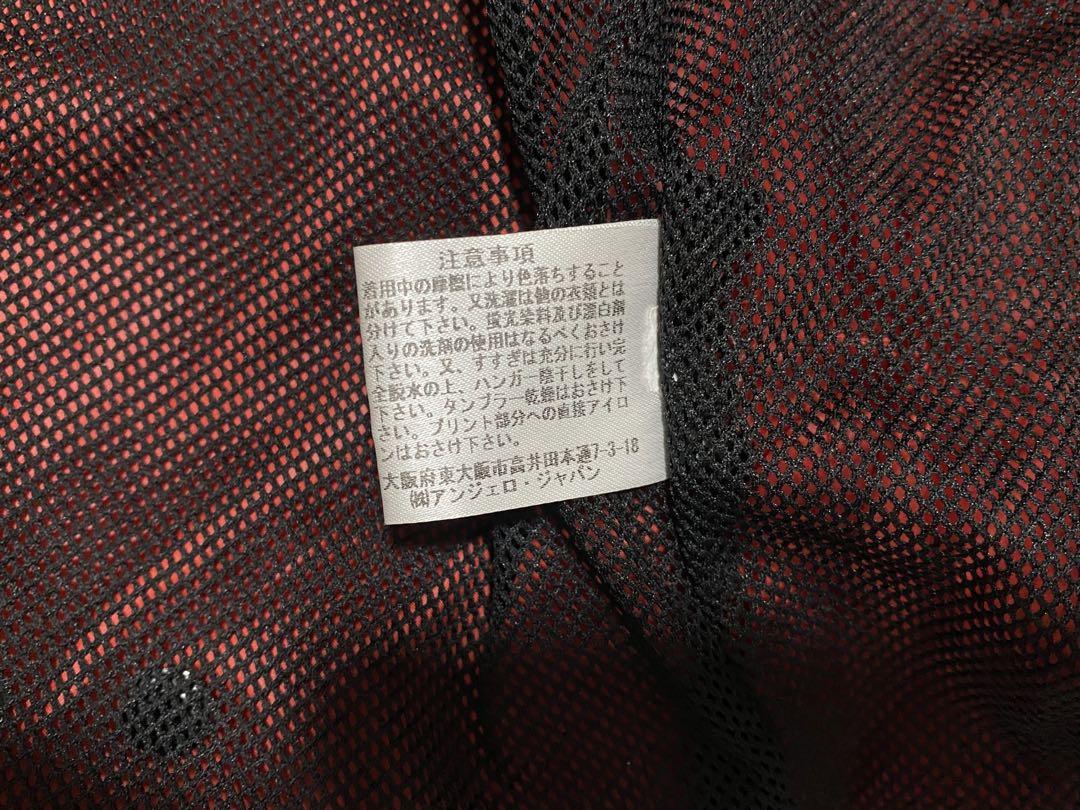 注意事項
着用中の摩擦により色落ちすること
があります。又洗濯は他の衣類とは
分けて下さい。蛍光染料及び漂白剤
入りの洗剤の使用はなるべくおさけ
下さい。又、すすぎは充分に行い完
全脱水の上、ハンガー陰干しをして
下さい。タンブラー乾燥はおさけ下
さい。プリント部分への直接アイロ
ンはおさけ下さい。
大阪府東大阪市高井田本通7-3-18
㈱アンジェロ・ジャパン